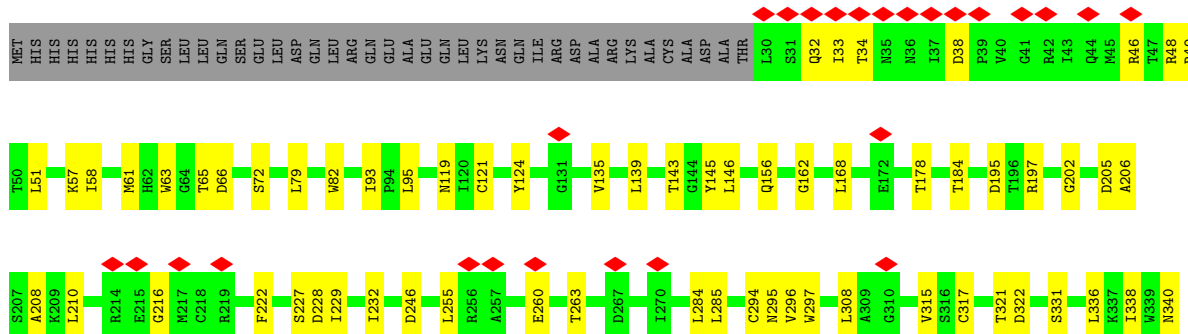 MET HIS HIS HIS HIS HIS HIS GLY SER LEU LEU GLN SER GLU LEU ASP GLN LEU ARG GLN GLU ALA GLU GLN LEU LYS ASN GLN ILE ARG ASP ALA ARG LYS ALA CYS ALA ASP ALA THR L30 S31 Q32 I33 T34 N35 N36 I37 D38 P39 V40 G41 R42 I43 Q44 M45 R46 T47 R48 R49
T50 L51 K57 I58 M61 H62 W63 G64 T65 D66 S72 L79 W82 I93 P94 L95 N119 I120 C121 Y124 G131 V135 L139 T143 G144 Y145 L146 Q156 G162 L168 E172 T178 T184 D195 T196 R197 G202 D205 A206
S207 A208 K209 L210 R214 E215 G216 M217 C218 R219 F222 S227 D228 I229 I232 D246 L255 R256 A257 E260 T263 D267 I270 L284 L285 C294 N295 V296 W297 L308 A309 G310 V315 S316 C317 T321 D322 S331 L336 K337 I338 W339 N340